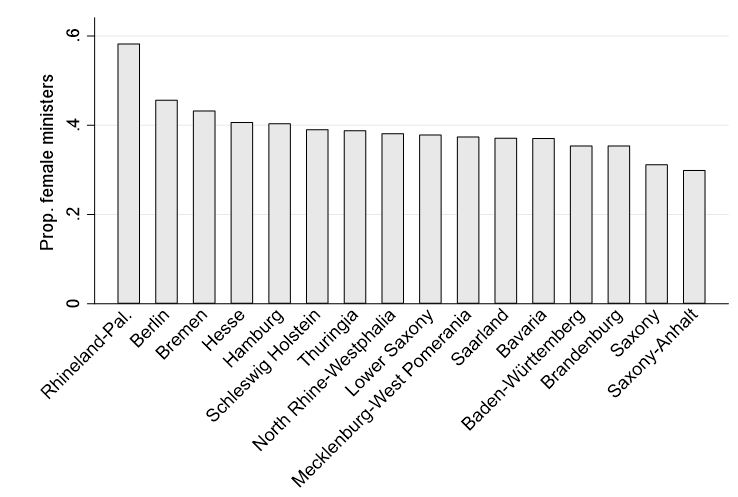 Prop. female ministers
.6
.4
.2
0
Rhineland-Pal.
Berlin
Bremen
Hesse
Hamburg
Schleswig Holstein
Thuringia
North Rhine-Westphalia
Lower Saxony
Mecklenburg-West Pomerania
Saarland
Bavaria
Baden-Württemberg
Brandenburg
Saxony
Saxony-Anhalt